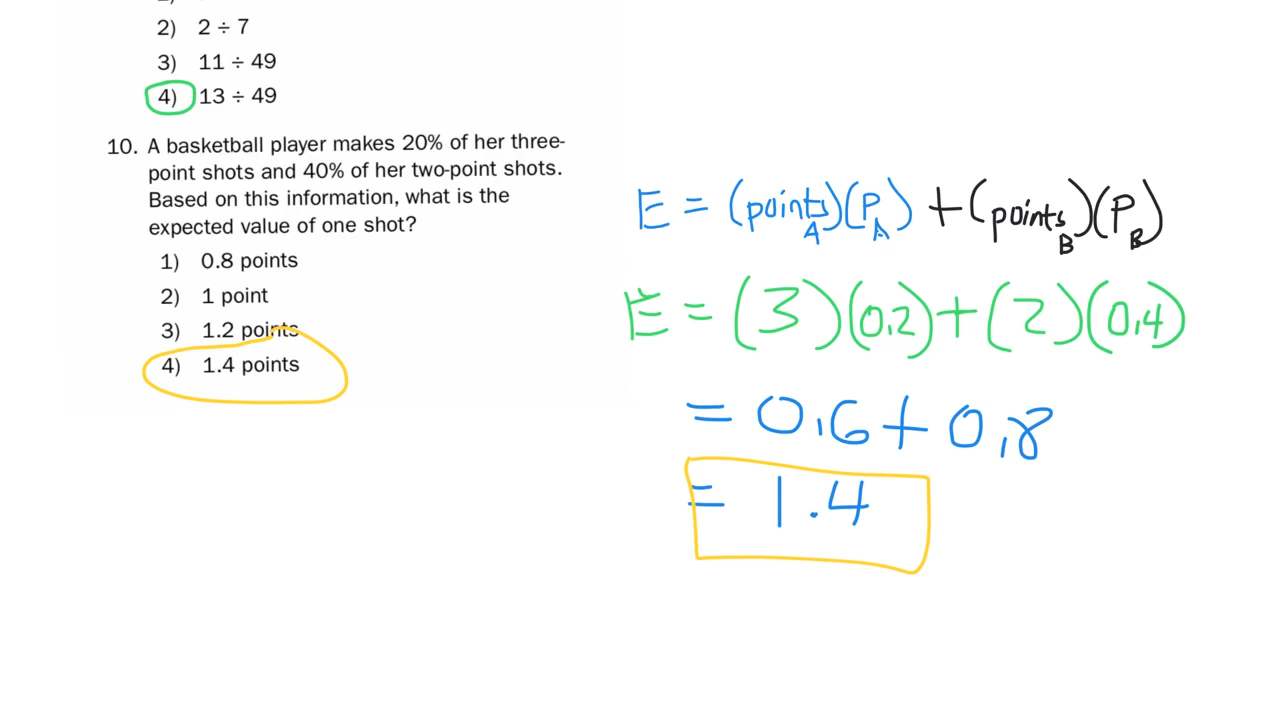 2) 2 ÷ 7
3) 11 ÷ 49
4) 13 ÷ 49
10. A basketball player makes 20% of her three-
point shots and 40% of her two-point shots.
Based on this information, what is the
expected value of one shot?
1) 0.8 points
2) 1 point
3) 1.2 points
4) 1.4 points
E = (points A)(P A) + (points B)(P B)
E = (3)(0.2) + (2)(0.4)
= 0.6 + 0.8
= 1.4